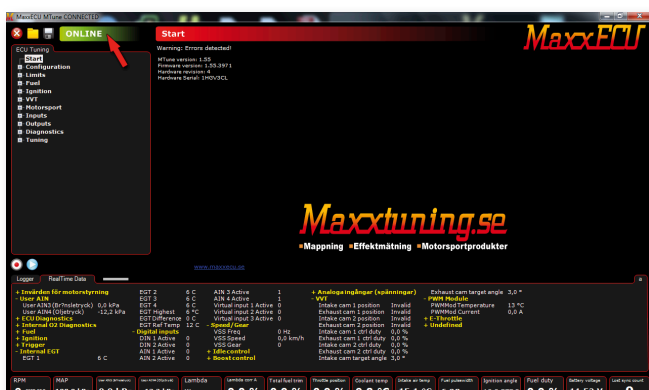 MaxxECU MTune CONNECTED
ONLINE
Start
MaxxECU
ECU Tuning
Start
Configuration
Limits
Fuel
Ignition
VVT
Motorsport
Inputs
Outputs
Diagnostics
Tuning
Warning: Errors detected!
MTune version: 1.55
Firmware version: 1.55.3971
Hardware revision: 4
Hardware Serial: 1HGV3CL
Maxxtuning.se
Mappning Effektmätning Motorsportprodukter
www.maxxecu.se
Logger RealTime Data
+ Invärden för motorstyrning
- User AIN
User AIN3(Br?nsletryck) 0,0 kPa
User AIN4 (Oljetryck) -12,2 kPa
+ ECU Diagnostics
+ Internal O2 Diagnostics
+ Fuel
+ Ignition
+ Trigger
- Internal EGT
EGT 1 6 C
EGT 2 6 C
EGT 3 6 C
EGT 4 6 C
EGT Highest 6 °C
EGT Difference 0 C
EGT Ref Temp 12 C
- Digital inputs
DIN 1 Active 0
DIN 2 Active 0
AIN 1 Active 0
AIN 2 Active 0
AIN 3 Active 1
AIN 4 Active 1
Virtual input 1 Active 0
Virtual input 2 Active 0
Virtual input 3 Active 0
- Speed/Gear
VSS Freq 0 Hz
VSS Speed 0,0 km/h
VSS Gear 0
+ Idle control
+ Boost control
+ Analoga ingångar (spänningar)
- VVT
Intake cam 1 position Invalid
Exhaust cam 1 position Invalid
Intake cam 2 position Invalid
Exhaust cam 2 position Invalid
Intake cam 1 ctrl duty 0,0 %
Exhaust cam 1 ctrl duty 0,0 %
Intake cam 2 ctrl duty 0,0 %
Exhaust cam 2 ctrl duty 0,0 %
Intake cam target angle 3,0 °
Exhaust cam target angle 3,0 °
- PWM Module
PWMMod Temperature 13 °C
PWMMod Current 0,0 A
+ E-Throttle
+ Undefined
RPM MAP Lambda Lambda corr A Total fuel trim Throttle position Coolant temp Intake air temp Fuel pulsewidth Ignition angle Fuel duty Battery voltage Lost sync count